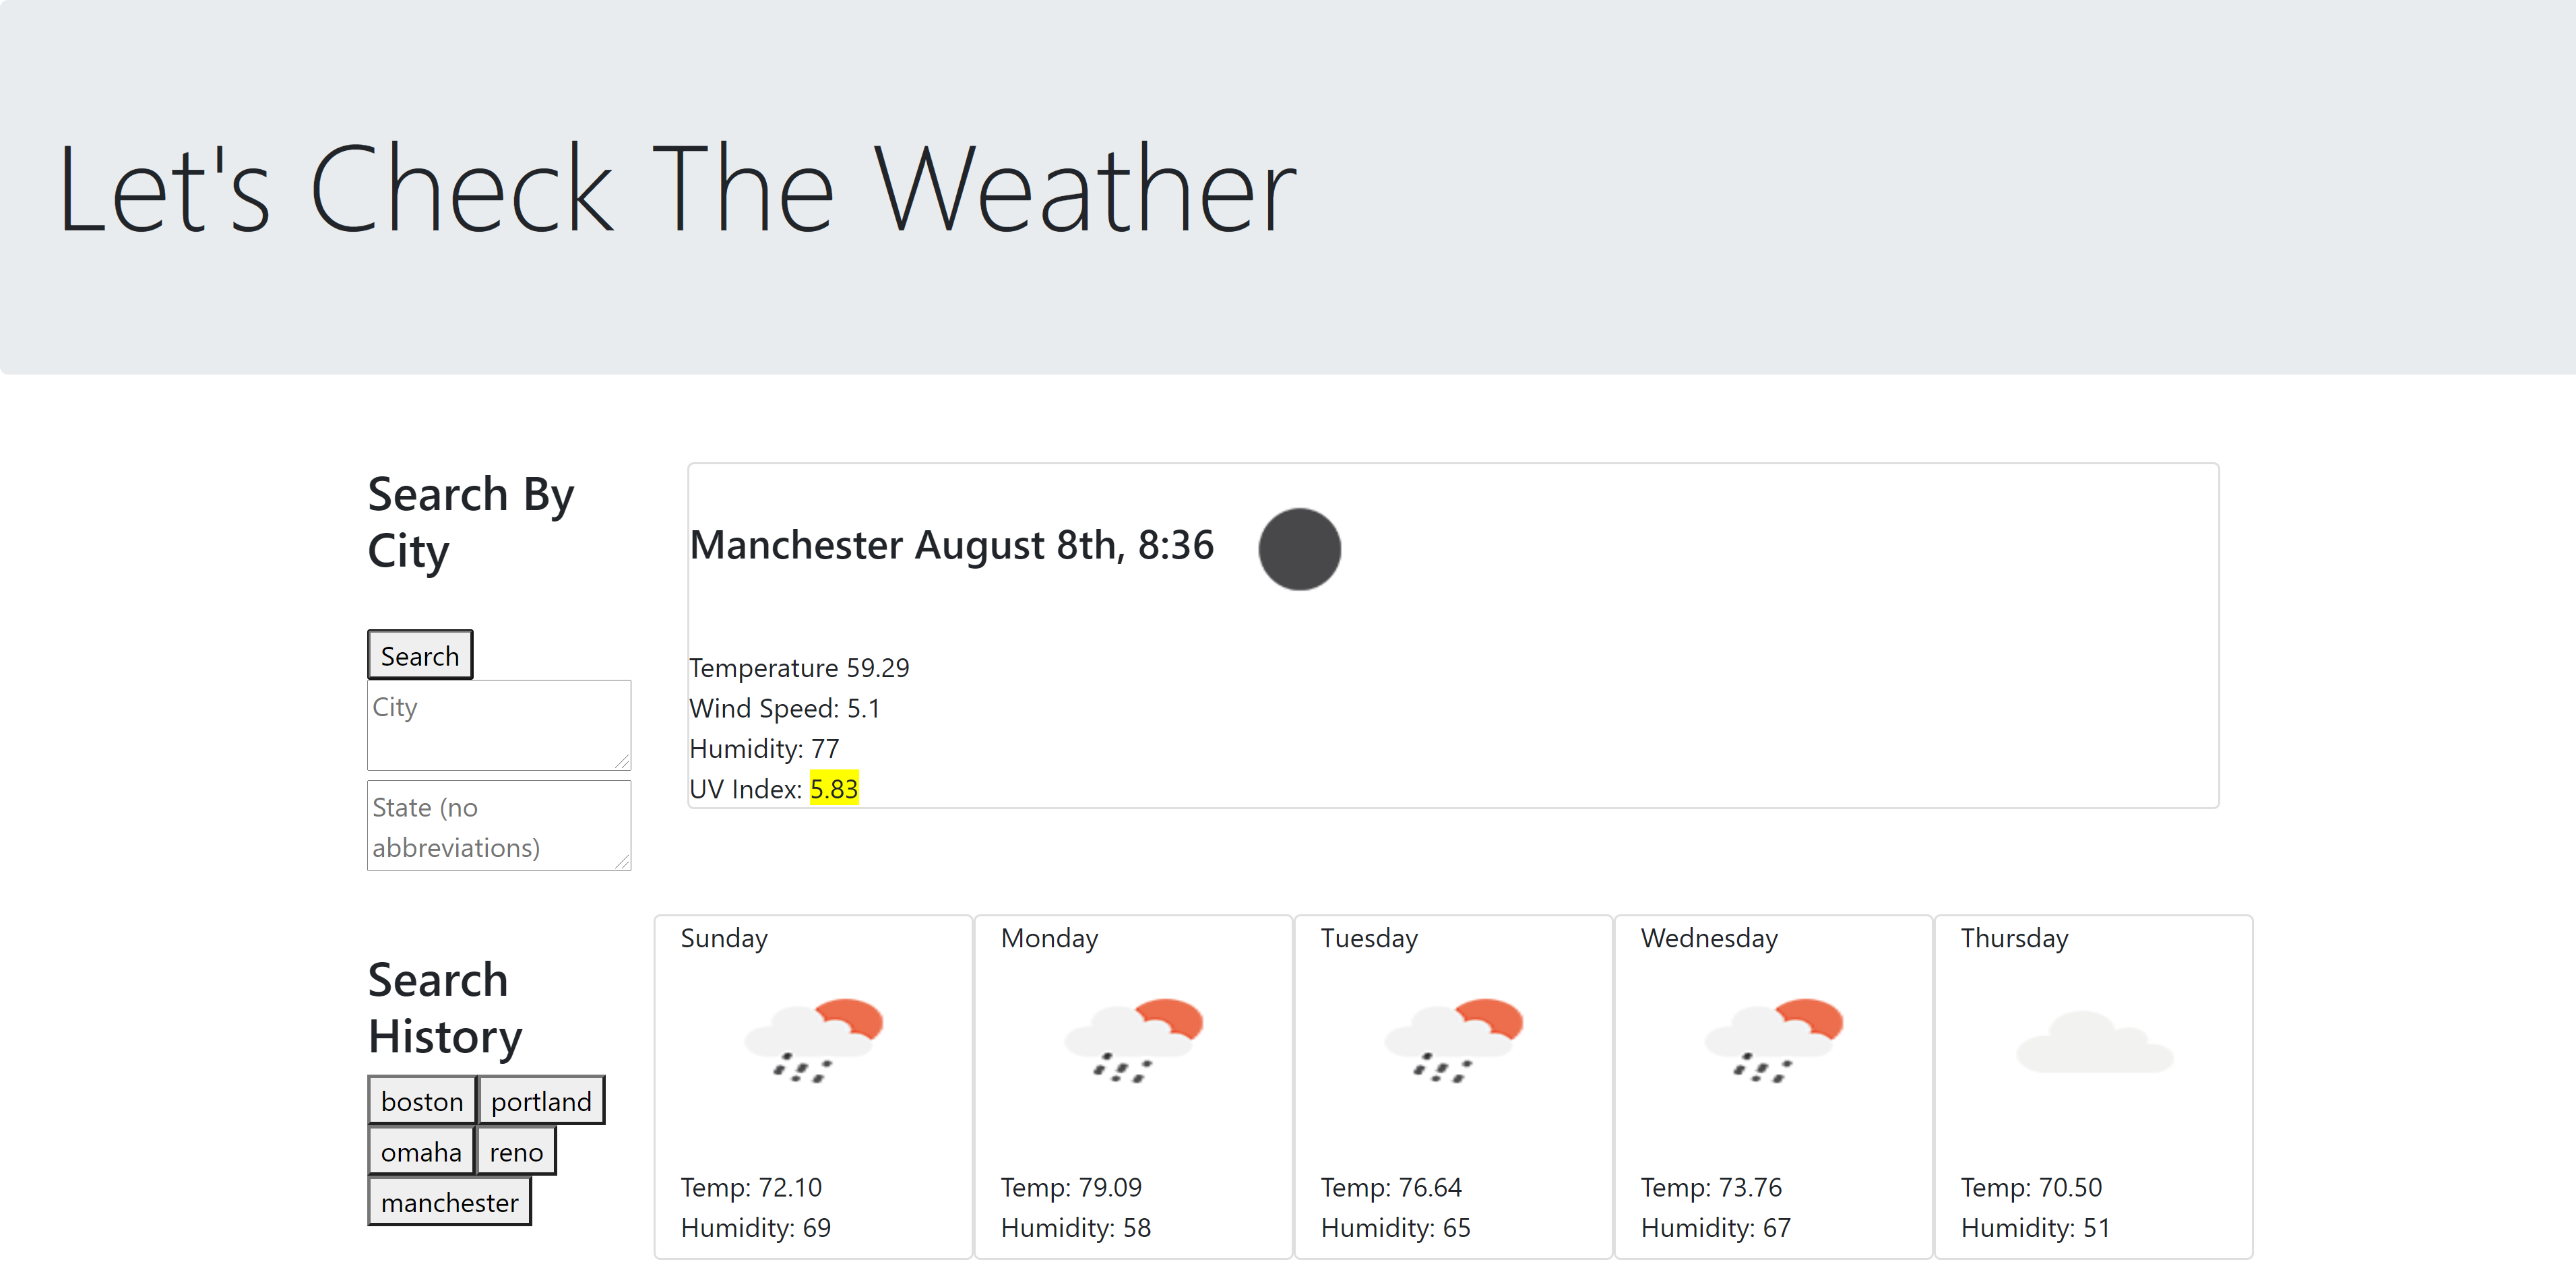 Let's Check The Weather
Search By
City
Search
City
State (no
abbreviations)
Manchester August 8th, 8:36
Temperature 59.29
Wind Speed: 5.1
Humidity: 77
UV Index: 5.83
Search
History
boston portland
omaha reno
manchester
Sunday
Temp: 72.10
Humidity: 69
Monday
Temp: 79.09
Humidity: 58
Tuesday
Temp: 76.64
Humidity: 65
Wednesday
Temp: 73.76
Humidity: 67
Thursday
Temp: 70.50
Humidity: 51